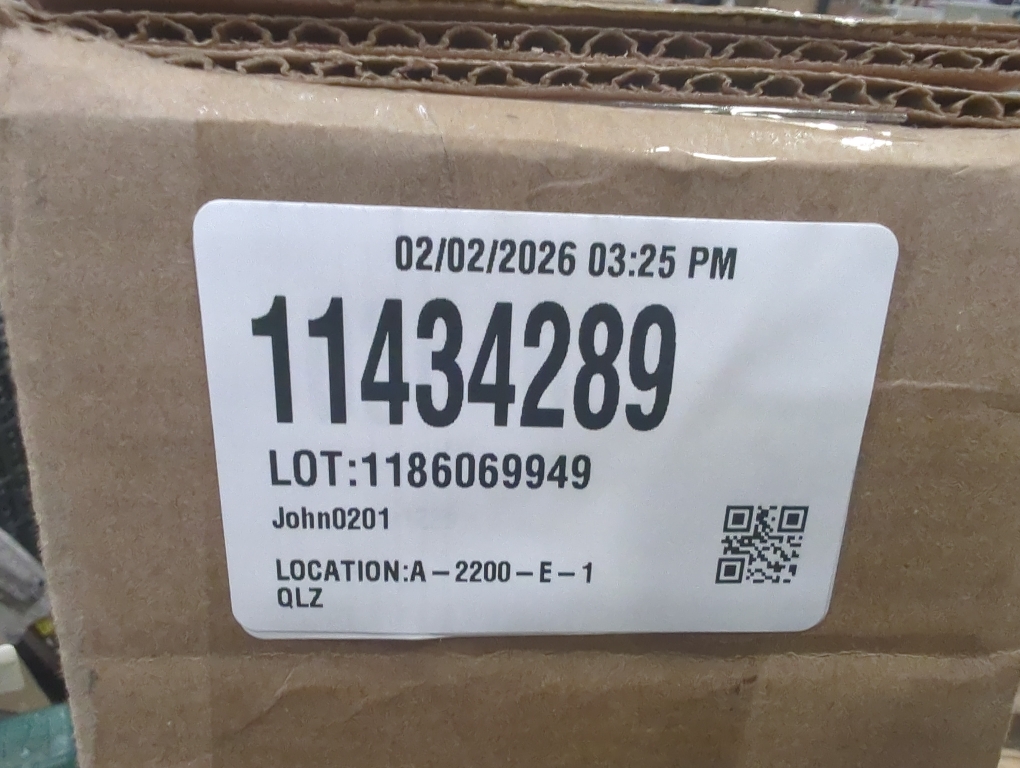 02/02/2026 03:25 PM
11434289
LOT:1186069949
John0201
LOCATION:A-2200-E-1
QLZ